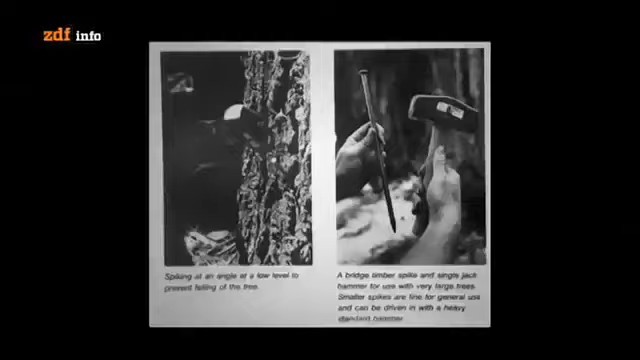 zdf info
Spiking at an angle at a low level to
prevent felling of the tree.
A bridge timber spike and single jack
hammer for use with very large trees.
Smaller spikes are fine for general use
and can be driven in with a heavy
standard hammer